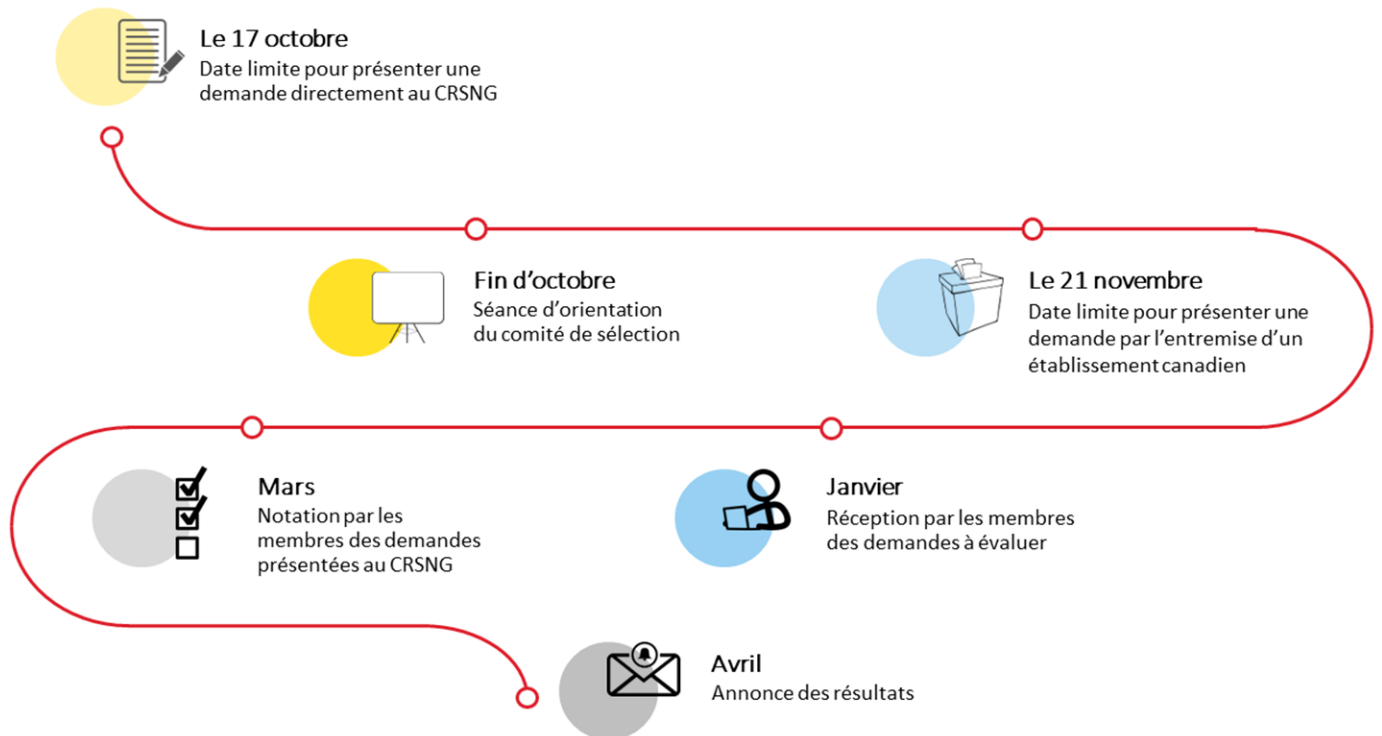 Le 17 octobre
Date limite pour présenter une
demande directement au CRSNG
Fin d'octobre
Séance d'orientation
du comité de sélection
Le 21 novembre
Date limite pour présenter une
demande par l'entremise d'un
établissement canadien
Janvier
Réception par les membres
des demandes à évaluer
Mars
Notation par les
membres des demandes
présentées au CRSNG
Avril
Annonce des résultats